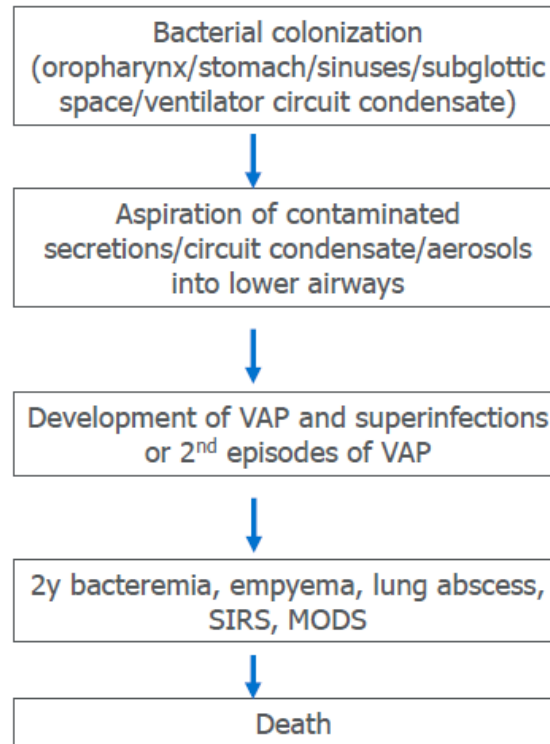 Bacterial colonization
(oropharynx/stomach/sinuses/subglottic
space/ventilator circuit condensate)
Aspiration of contaminated
secretions/circuit condensate/aerosols
into lower airways
Development of VAP and superinfections
or 2nd episodes of VAP
2y bacteremia, empyema, lung abscess,
SIRS, MODS
Death